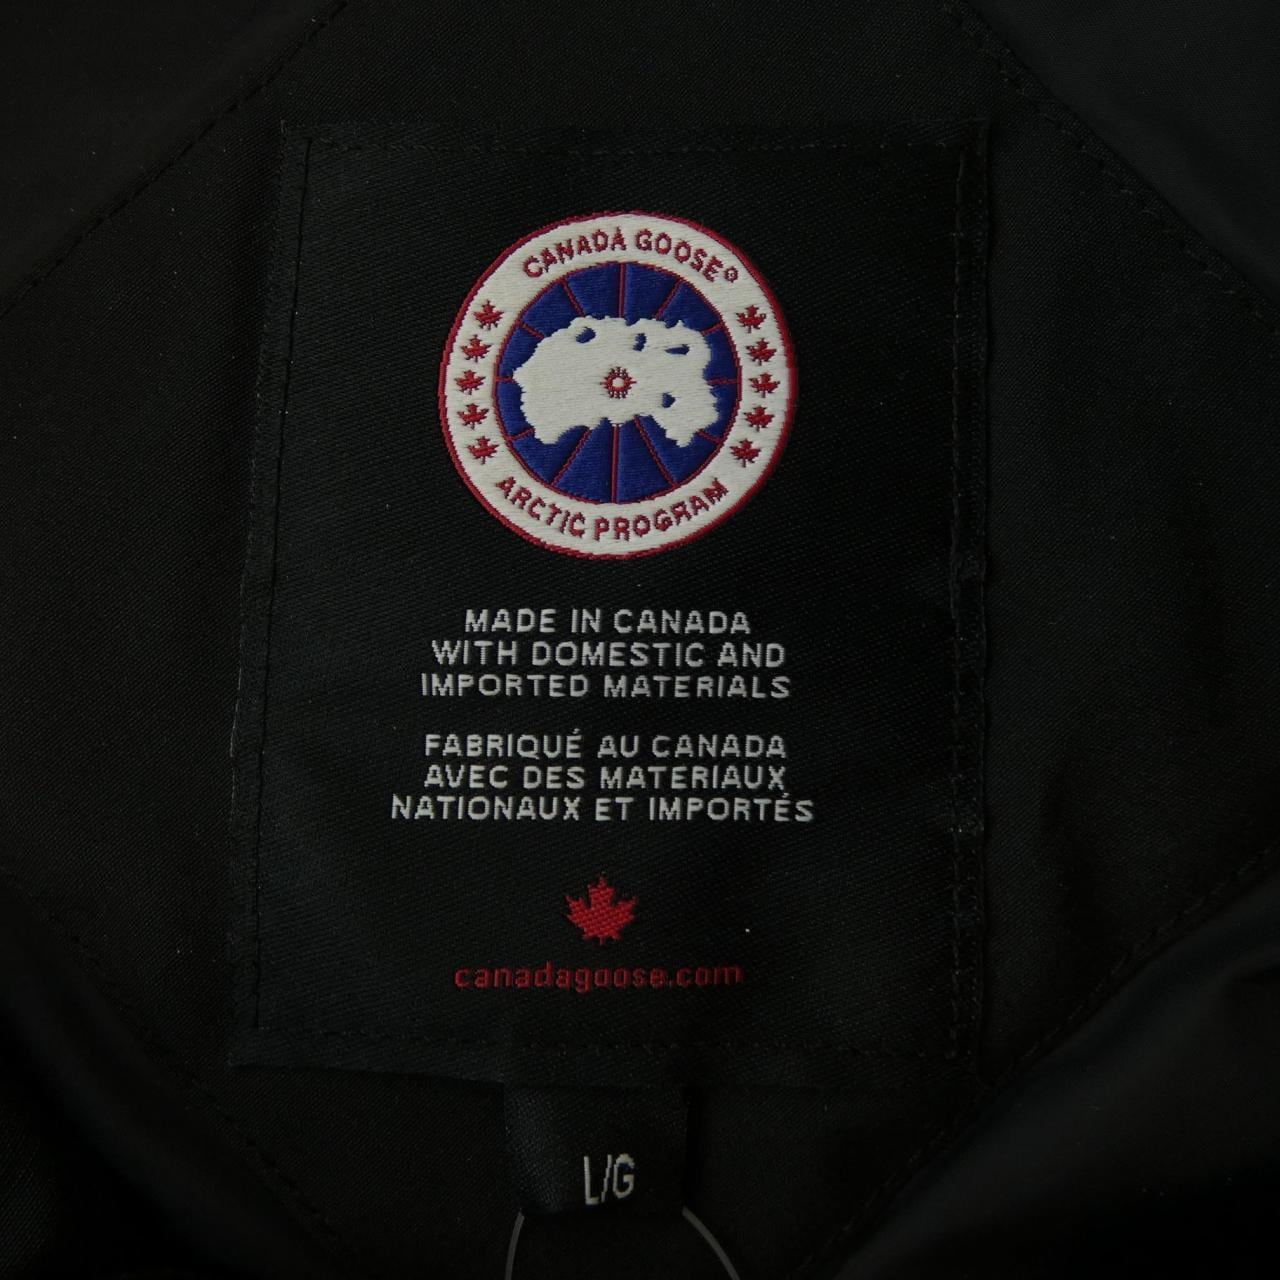 CANADA GOOSE®
ARCTIC PROGRAM
MADE IN CANADA
WITH DOMESTIC AND
IMPORTED MATERIALS
FABRIQUÉ AU CANADA
AVEC DES MATERIAUX
NATIONAUX ET IMPORTÉS
canadagoose.com
L/G